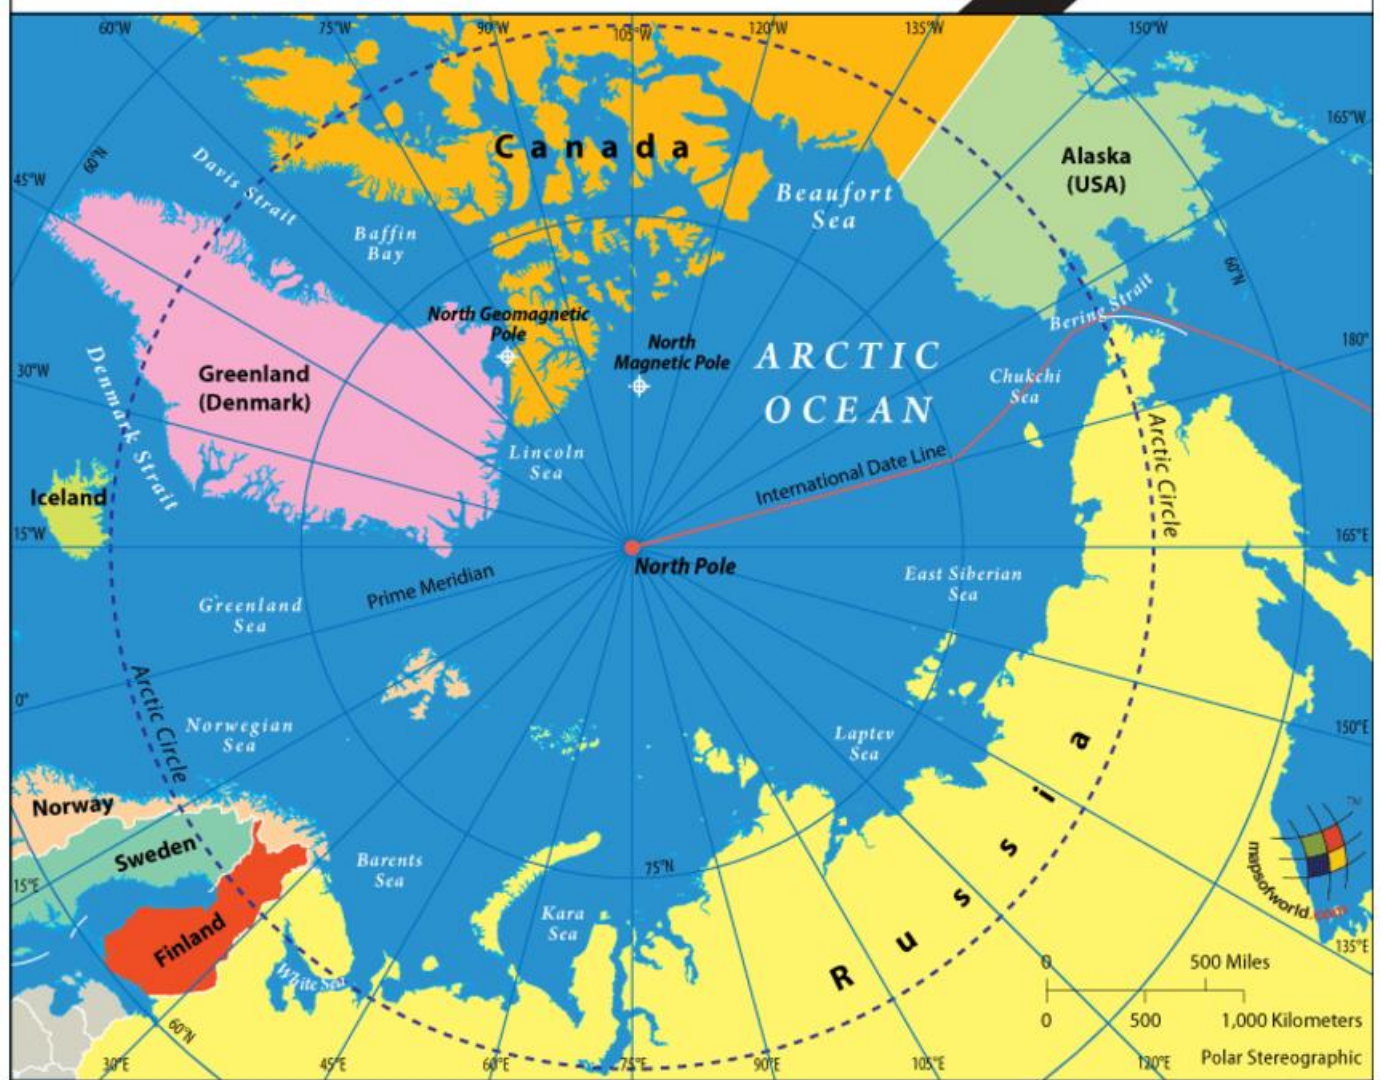 60°W
75°W
90°W
105°W
120°W
135°W
150°W
165°W
60°N
45°W
Davis Strait
Canada
Alaska
(USA)
Beaufort
Sea
Baffin
Bay
60°N
North Geomagnetic
Pole
North
Magnetic Pole
Bering Strait
180°
ARCTIC
OCEAN
Chukchi
Sea
30°W
Greenland
(Denmark)
Denmark Strait
Lincoln
Sea
International Date Line
Arctic Circle
Iceland
15°W
165°E
North Pole
Prime Meridian
East Siberian
Sea
Greenland
Sea
0°
Arctic Circle
Norwegian
Sea
Laptev
Sea
150°E
Russia
Norway
Sweden
Barents
Sea
75°N
15°E
Finland
Kara
Sea
White Sea
TM
mapsofworld.com
135°E
0 500 Miles
0 500 1,000 Kilometers
60°N
30°E
45°E
60°E
75°E
90°E
105°E
120°E
Polar Stereographic